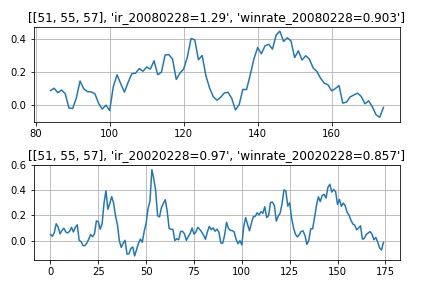 [[51, 55, 57], 'ir_20080228=1.29', 'winrate_20080228=0.903']
0.4
0.2
0.0
80 100 120 140 160
[[51, 55, 57], 'ir_20020228=0.97', 'winrate_20020228=0.857']
0.6
0.4
0.2
0.0
0 25 50 75 100 125 150 175